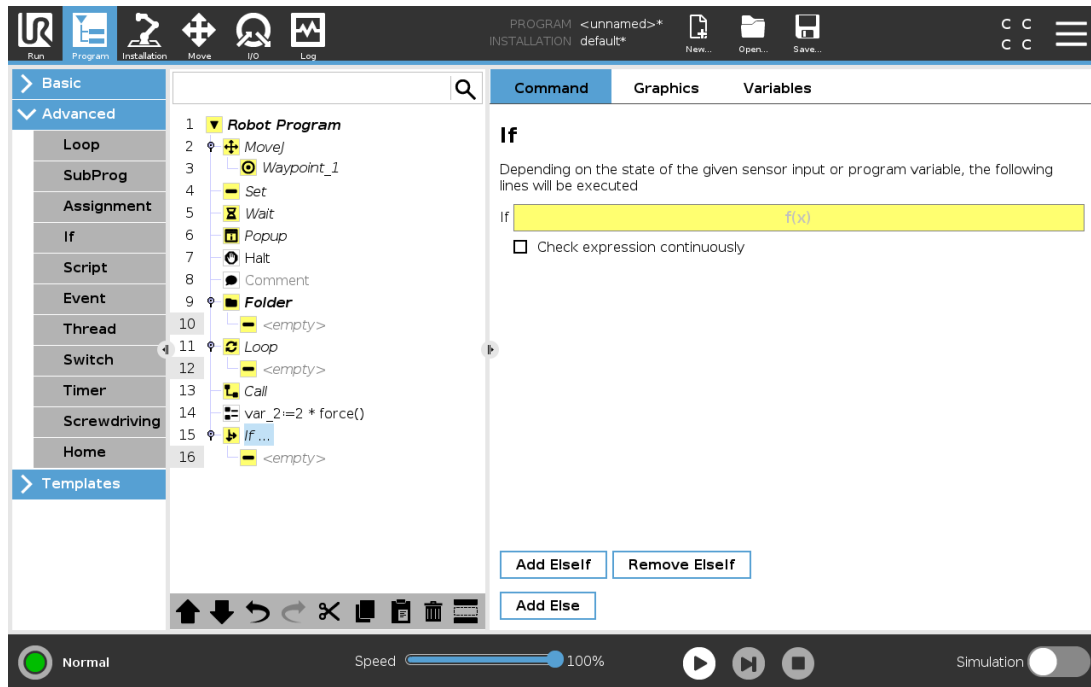 PROGRAM <unnamed>*
INSTALLATION default*
Run Program Installation Move I/O Log New... Open... Save...
C C
C C
Basic
Advanced
Loop
SubProg
Assignment
If
Script
Event
Thread
Switch
Timer
Screwdriving
Home
Templates
1 Robot Program
2 MoveJ
3 Waypoint_1
4 Set
5 Wait
6 Popup
7 Halt
8 Comment
9 Folder
10 <empty>
11 Loop
12 <empty>
13 Call
14 var_2:=2 * force()
15 If ...
16 <empty>
Command Graphics Variables
If
Depending on the state of the given sensor input or program variable, the following
lines will be executed
If f(x)
Check expression continuously
Add ElseIf Remove ElseIf
Add Else
Normal Speed 100% Simulation